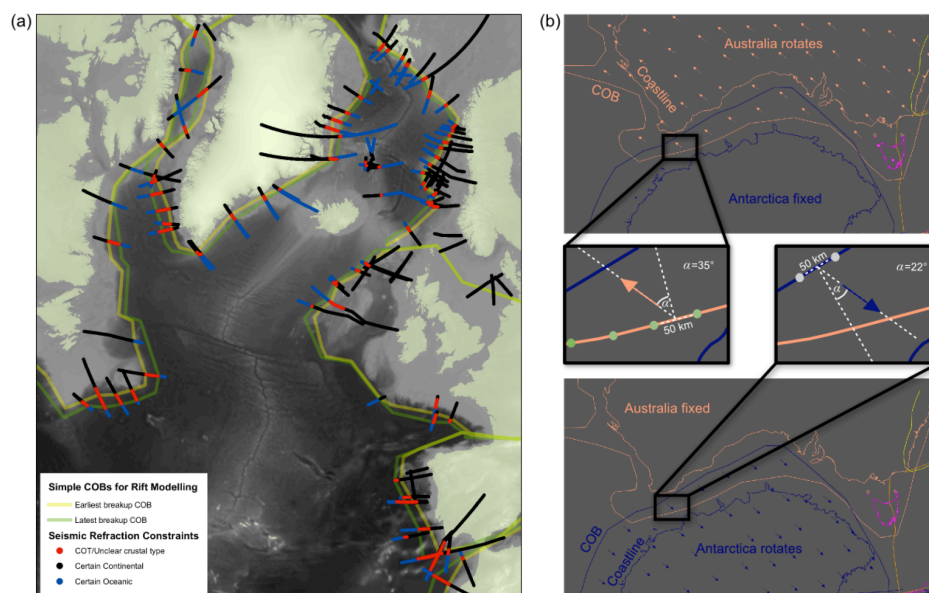 (a)
Simple COBs for Rift Modelling
Earliest breakup COB
Latest breakup COB
Seismic Refraction Constraints
COT/Unclear crustal type
Certain Continental
Certain Oceanic
(b)
Australia rotates
Coastline
COB
Antarctica fixed
α=35°
α
50 km
50 km
α=22°
α
Australia fixed
COB
Coastline
Antarctica rotates